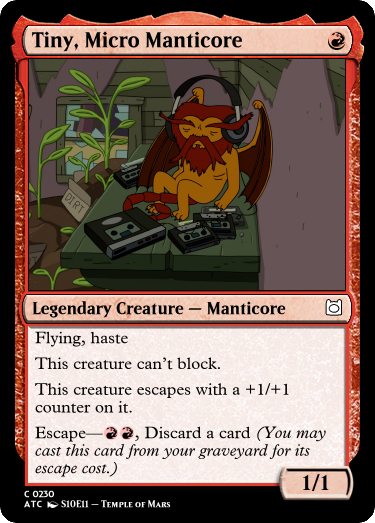 Tiny, Micro Manticore
DIRT
Legendary Creature — Manticore
Flying, haste
This creature can't block.
This creature escapes with a +1/+1
counter on it.
Escape—, Discard a card (You may
cast this card from your graveyard for its
escape cost.)
1/1
C 0230
ATC S10E11 – Temple of Mars